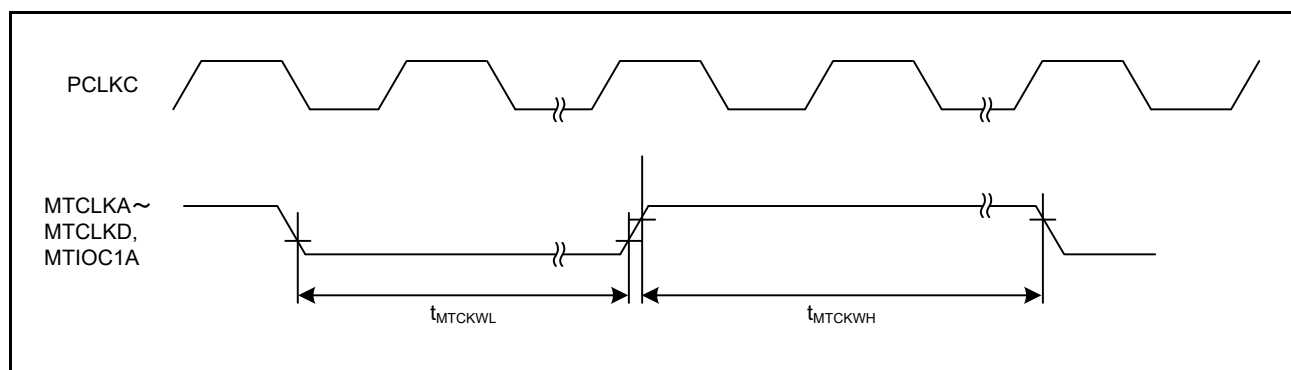 PCLKC
MTCLKA～
MTCLKD,
MTIOC1A
tMTCKWL
tMTCKWH